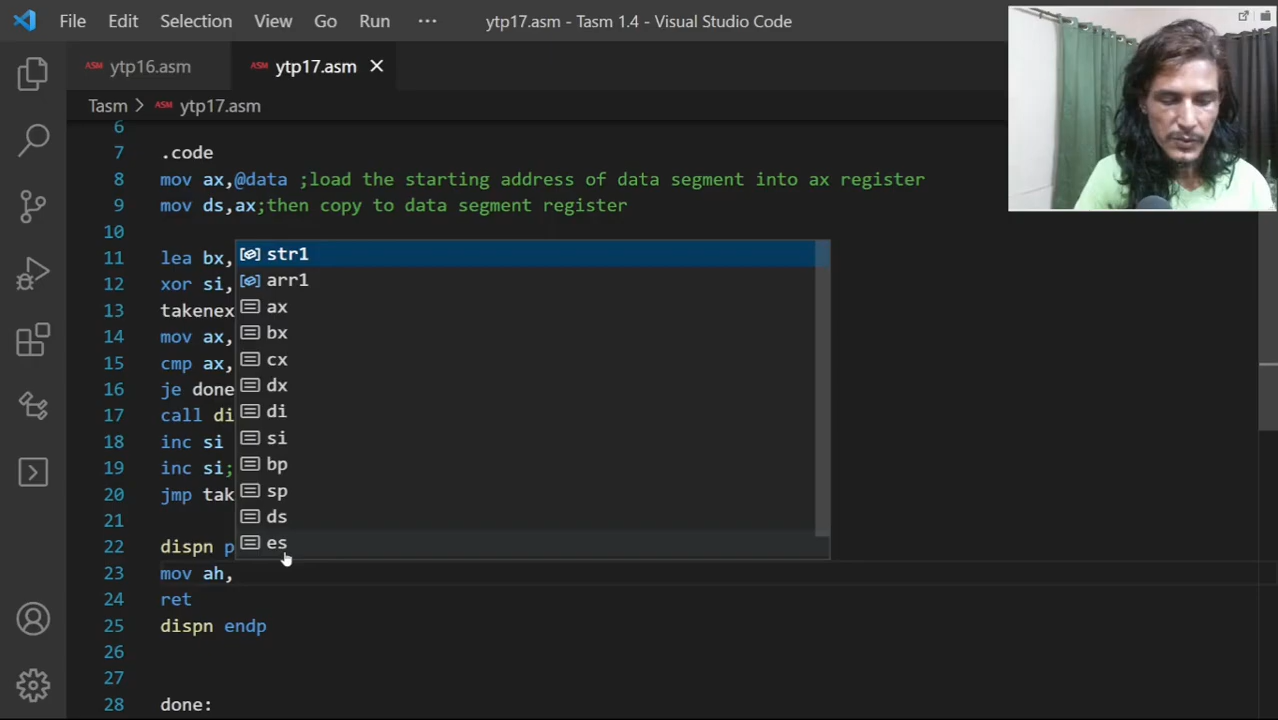 File Edit Selection View Go Run ··· ytp17.asm - Tasm 1.4 - Visual Studio Code
ASM ytp16.asm ASM ytp17.asm
Tasm > ASM ytp17.asm
6
7 .code
8 mov ax,@data ;load the starting address of data segment into ax register
9 mov ds,ax;then copy to data segment register
10
11 lea bx,
12 xor si,
13 takenex
14 mov ax,
15 cmp ax,
16 je done
17 call di
18 inc si
19 inc si;
20 jmp tak
21
22 dispn p
23 mov ah,
24 ret
25 dispn endp
26
27
28 done:
str1
arr1
ax
bx
cx
dx
di
si
bp
sp
ds
es